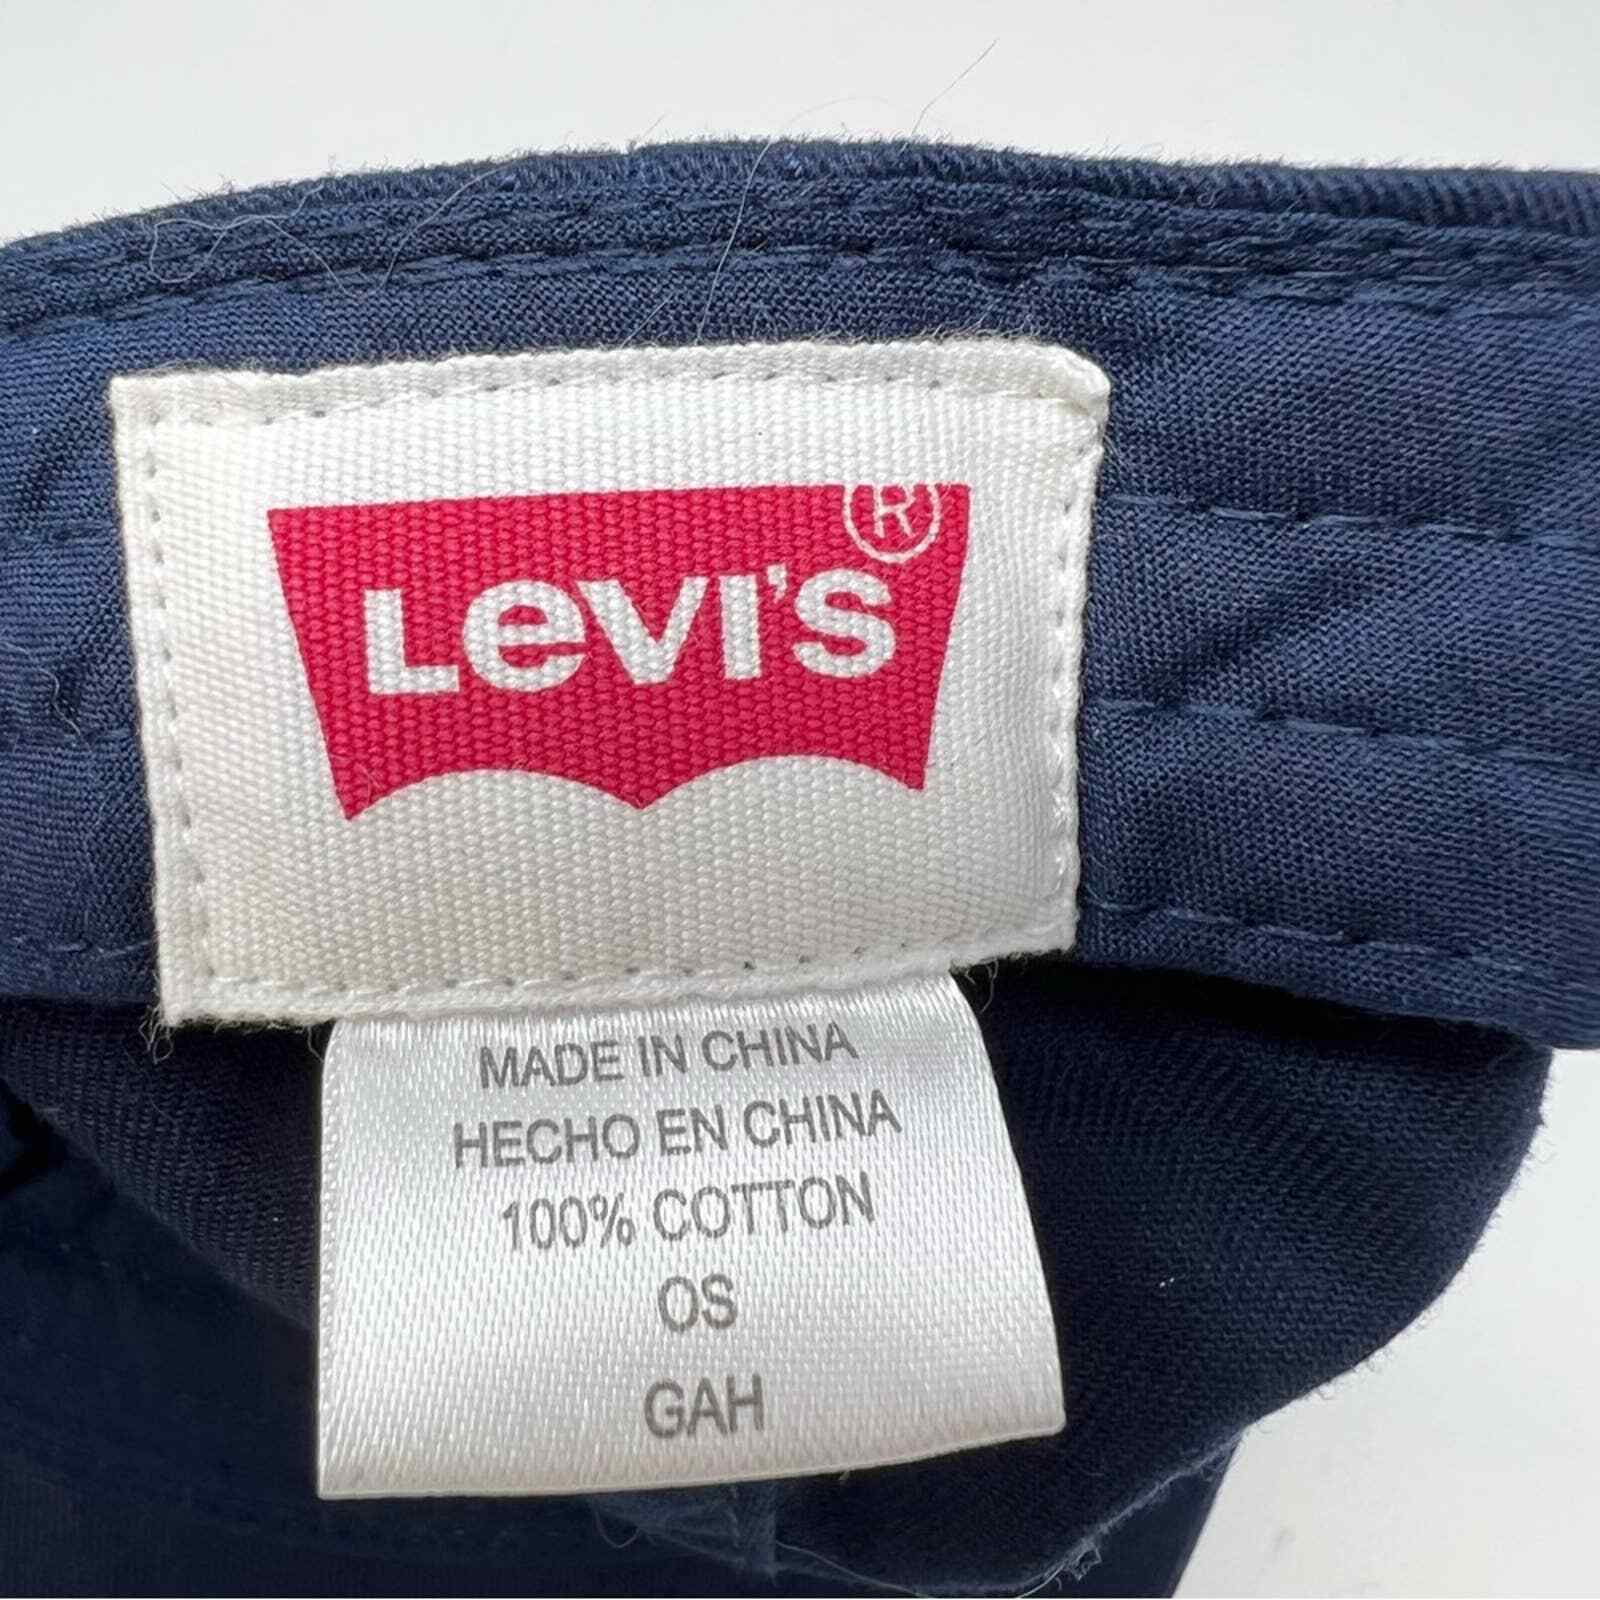 Levi's ®
MADE IN CHINA
HECHO EN CHINA
100% COTTON
OS
GAH